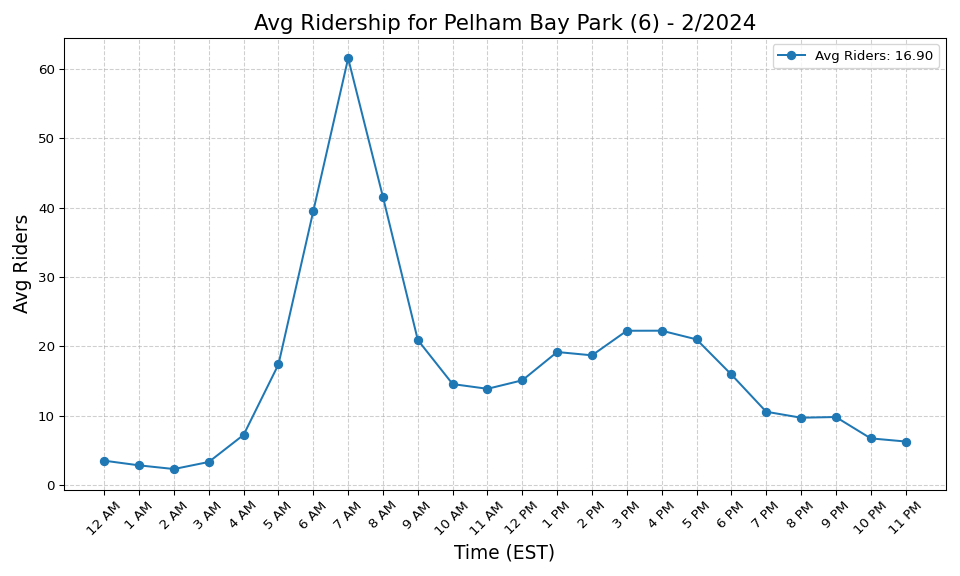 Avg Ridership for Pelham Bay Park (6) - 2/2024
Avg Riders: 16.90
Avg Riders
60
50
40
30
20
10
0
12 AM 1 AM 2 AM 3 AM 4 AM 5 AM 6 AM 7 AM 8 AM 9 AM 10 AM 11 AM 12 PM 1 PM 2 PM 3 PM 4 PM 5 PM 6 PM 7 PM 8 PM 9 PM 10 PM 11 PM
Time (EST)